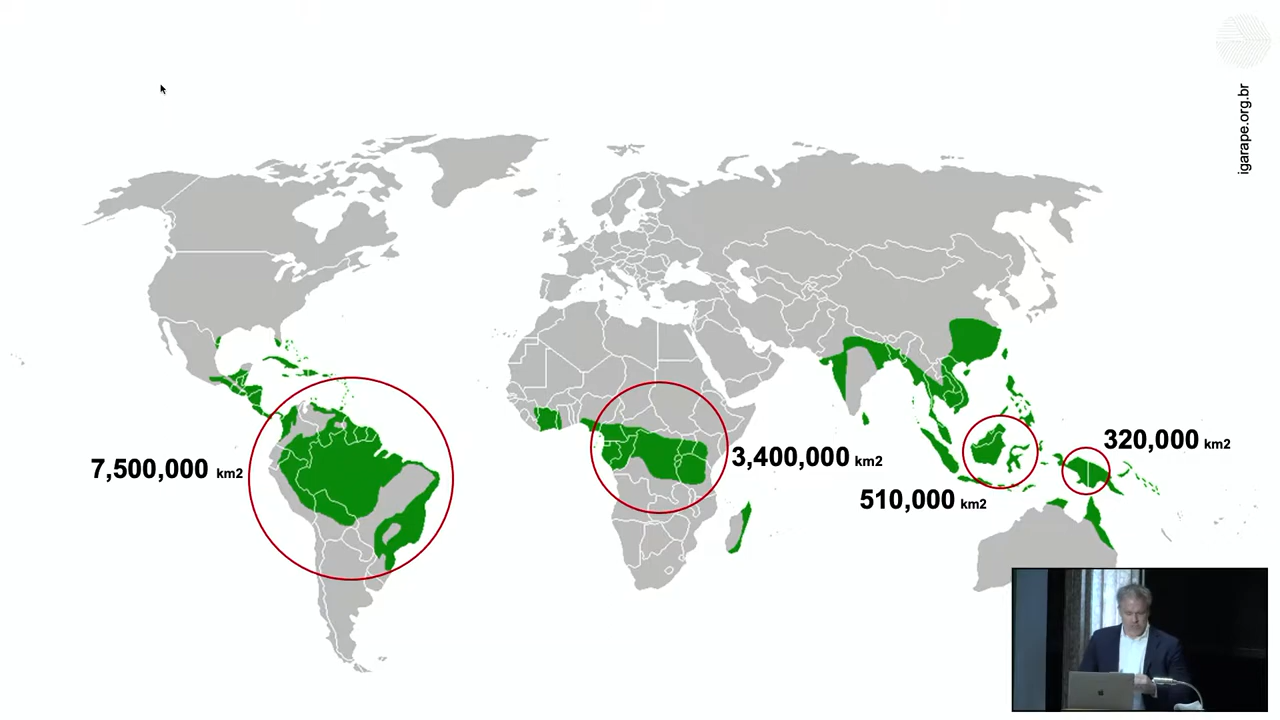 igarape.org.br
7,500,000 km2
3,400,000 km2
510,000 km2
320,000 km2